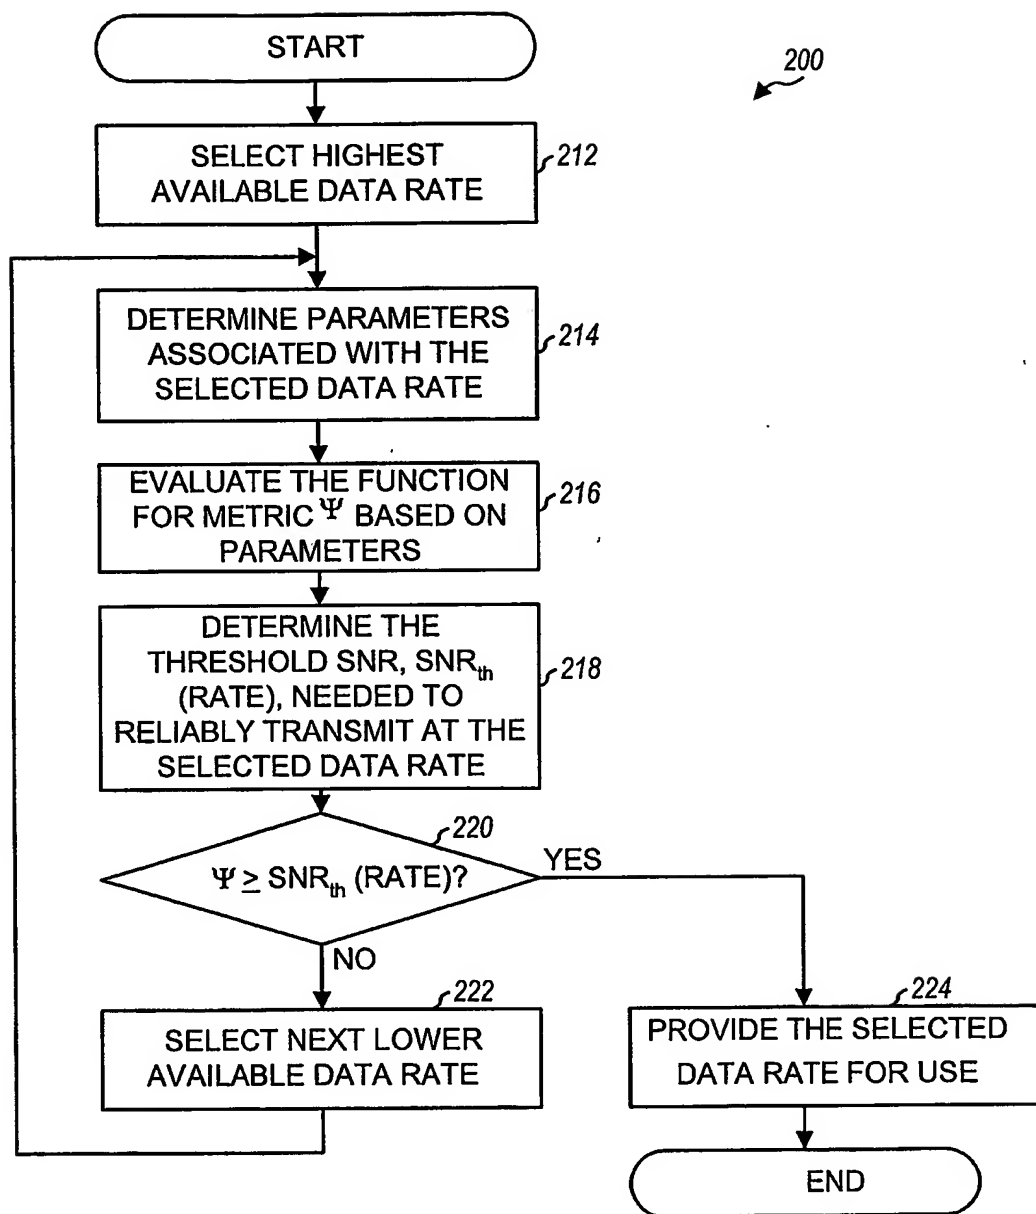 START
200
SELECT HIGHEST
AVAILABLE DATA RATE
212
DETERMINE PARAMETERS
ASSOCIATED WITH THE
SELECTED DATA RATE
214
EVALUATE THE FUNCTION
FOR METRIC Ψ BASED ON
PARAMETERS
216
DETERMINE THE
THRESHOLD SNR, SNRth
(RATE), NEEDED TO
RELIABLY TRANSMIT AT THE
SELECTED DATA RATE
218
220
Ψ ≥ SNRth (RATE)?
YES
NO
222
SELECT NEXT LOWER
AVAILABLE DATA RATE
224
PROVIDE THE SELECTED
DATA RATE FOR USE
END